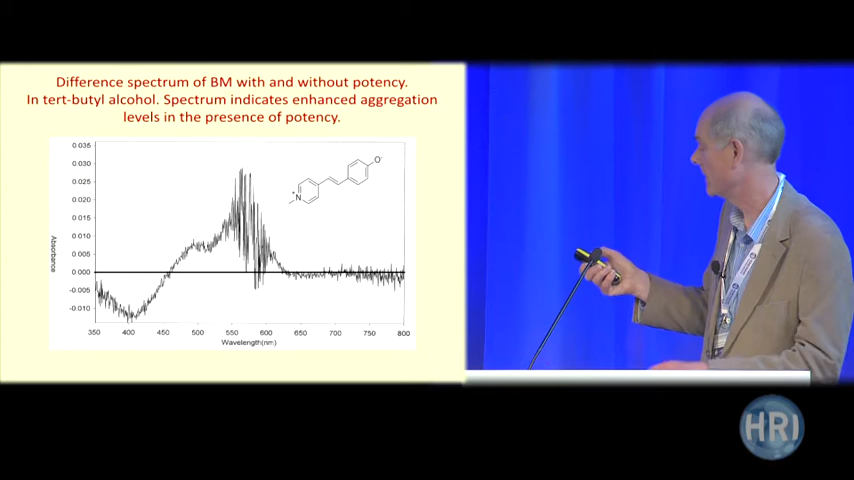 Difference spectrum of BM with and without potency.
In tert-butyl alcohol. Spectrum indicates enhanced aggregation
levels in the presence of potency.
0.035
0.030
0.025
0.020
0.015
0.010
0.005
0.000
-0.005
-0.010
Absorbance
350 400 450 500 550 600 650 700 750 800
Wavelength(nm)
N
+
O-
HRI